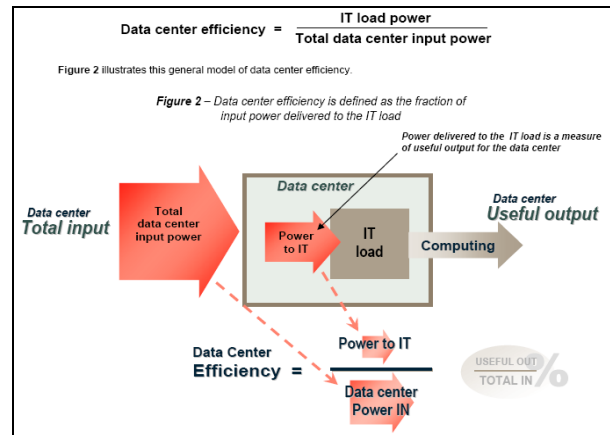 Data center efficiency = IT load power
Total data center input power
Figure 2 illustrates this general model of data center efficiency.
Figure 2 – Data center efficiency is defined as the fraction of
input power delivered to the IT load
Power delivered to the IT load is a measure
of useful output for the data center
Data center
Total input
Total
data center
input power
Data center
Power
to IT
IT
load
Computing
Data center
Useful output
Data Center
Efficiency =
Power to IT
Data center
Power IN
USEFUL OUT
TOTAL IN
%